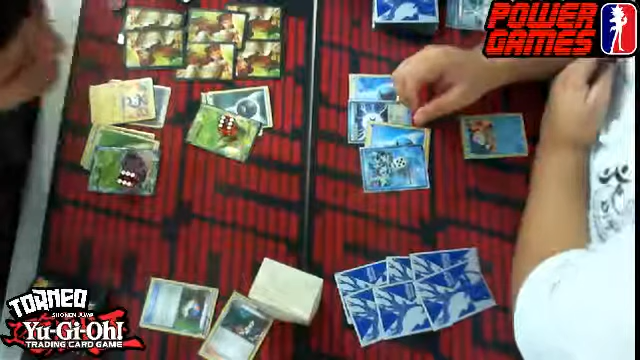 POWER
GAMES
TORNEO
SHONEN JUMP
Yu-Gi-Oh!
TRADING CARD GAME